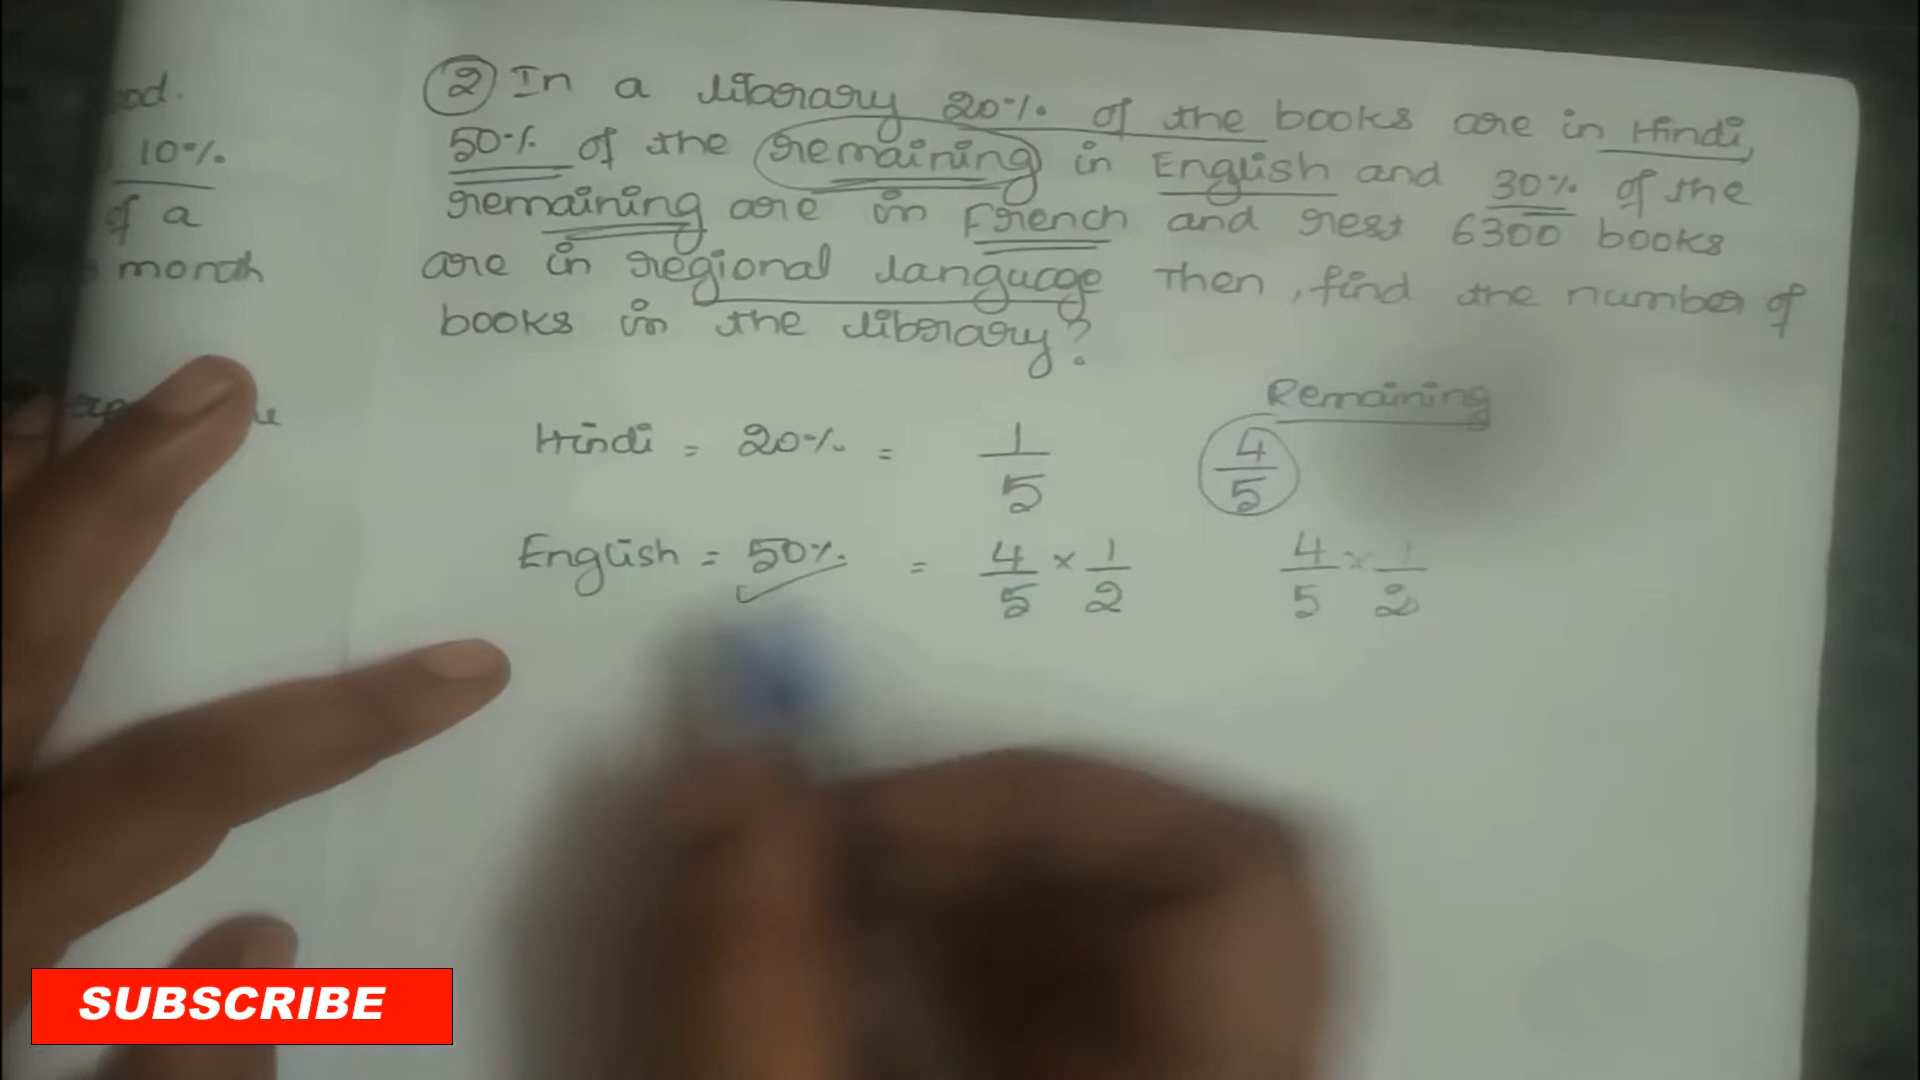 od.
10%
of a
month
② In a library 20% of the books are in Hindi,
50% of the remaining in English and 30% of the
remaining are in French and rest 6300 books
are in regional language Then, find the number of
books in the library?
Remaining
Hindi = 20% = 1/5 4/5
English = 50% = 4/5 × 1/2 4/5 × 1/2
SUBSCRIBE